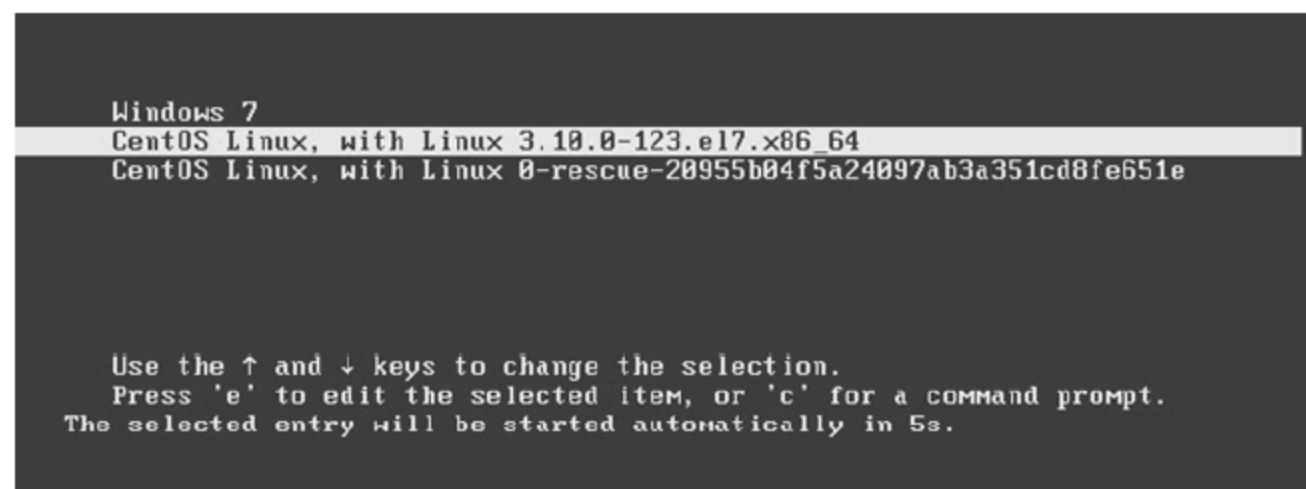 Windows 7
CentOS Linux, with Linux 3.10.0-123.el7.x86_64
CentOS Linux, with Linux 0-rescue-20955b04f5a24097ab3a351cd8fe651e
Use the ↑ and ↓ keys to change the selection.
Press 'e' to edit the selected item, or 'c' for a command prompt.
The selected entry will be started automatically in 5s.